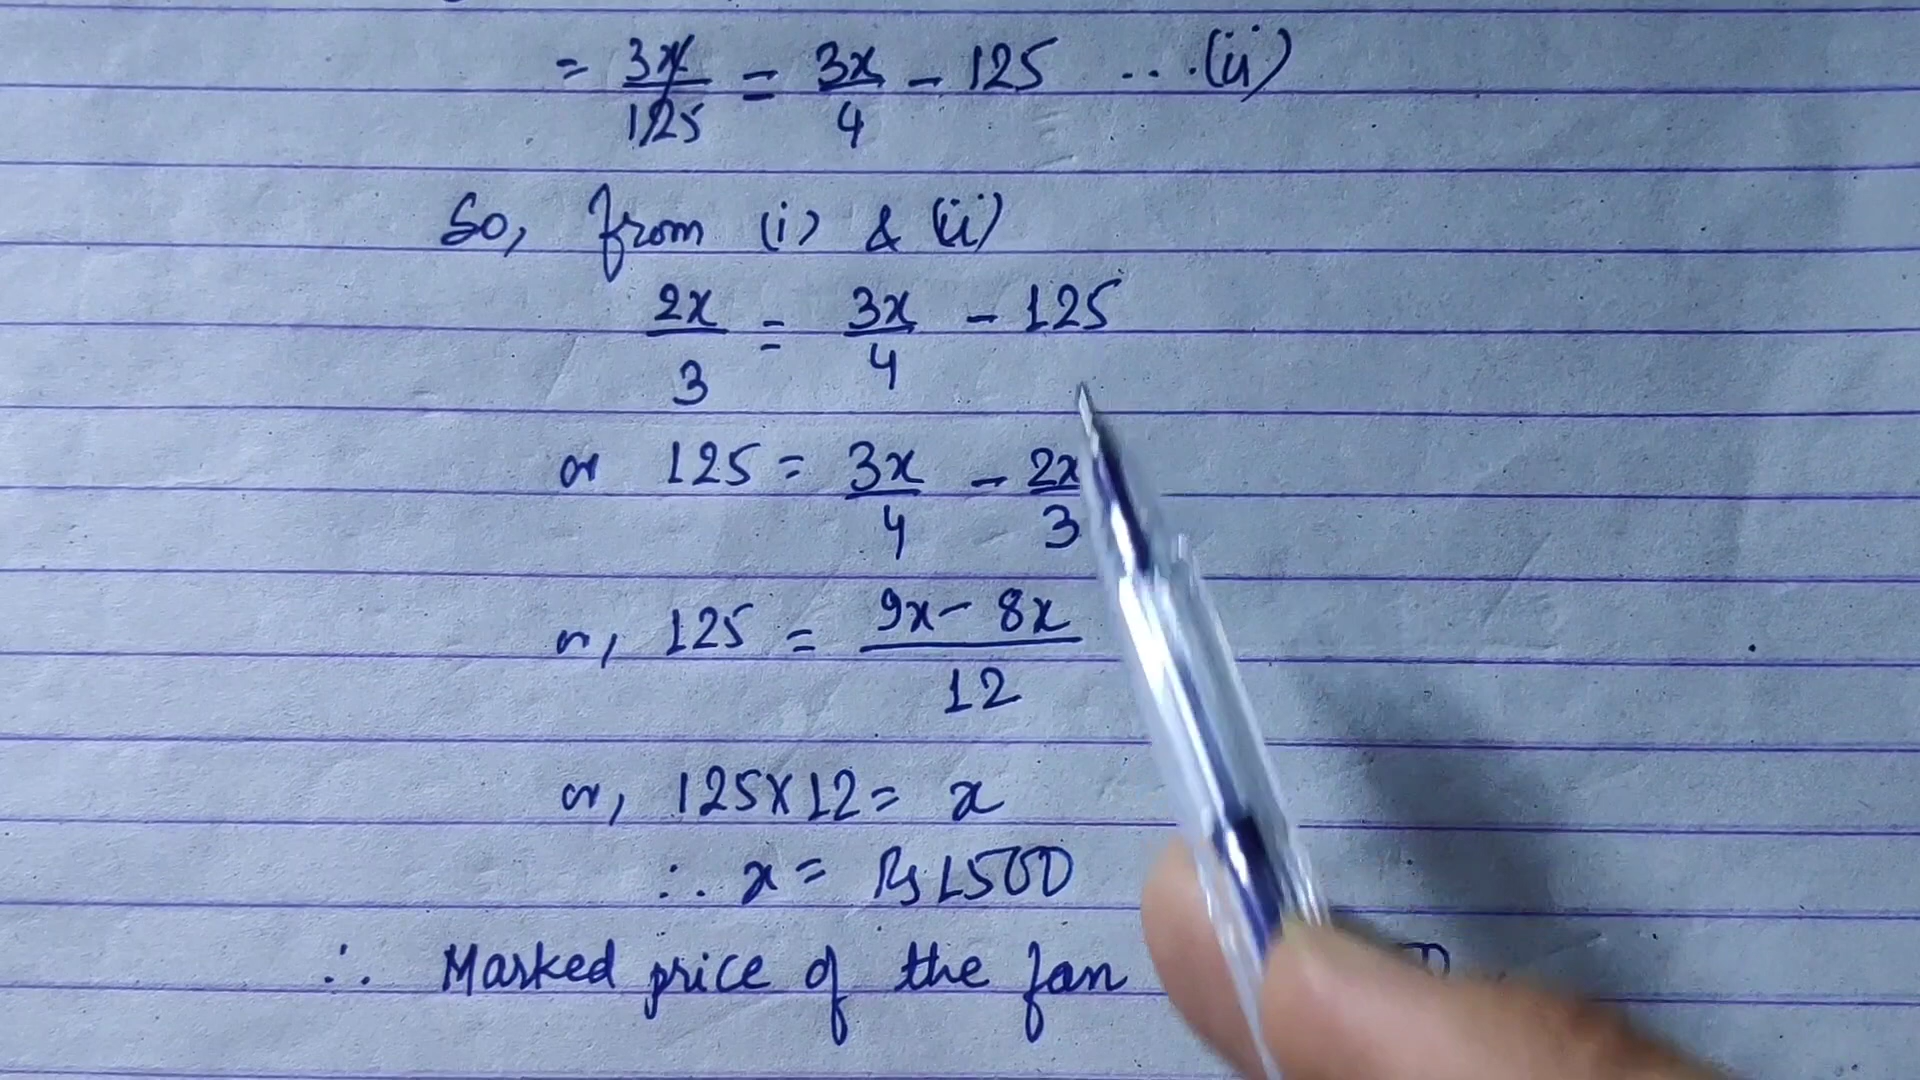 = 3x/125 = 3x/4 - 125 ...(ii)
So, from (i) & (ii)
2x/3 = 3x/4 - 125
or 125 = 3x/4 - 2x/3
or, 125 = 9x - 8x/12
or, 125 x 12 = x
∴ x = Rs 1500
∴ Marked price of the fan